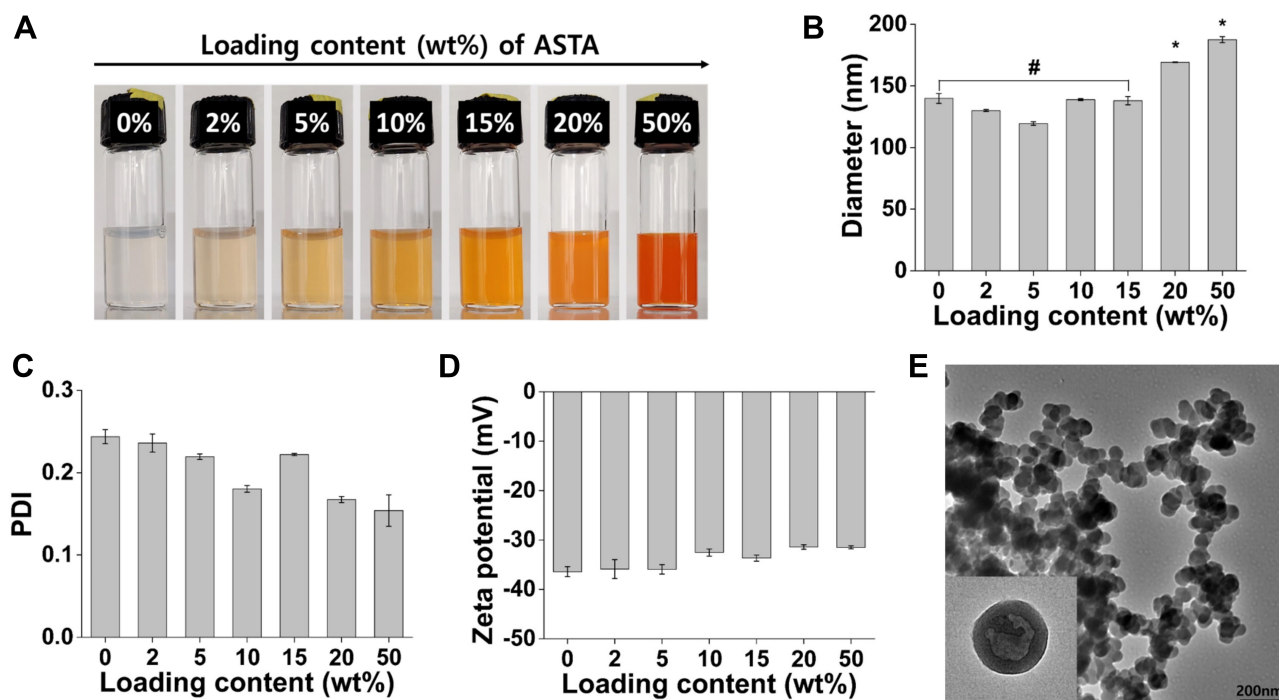 A
Loading content (wt%) of ASTA
0% 2% 5% 10% 15% 20% 50%
B
Diameter (nm)
200
150
100
50
0
#
*
*
0 2 5 10 15 20 50
Loading content (wt%)
C
PDI
0.3
0.2
0.1
0.0
0 2 5 10 15 20 50
Loading content (wt%)
D
Zeta potential (mV)
0
-10
-20
-30
-40
-50
0 2 5 10 15 20 50
Loading content (wt%)
E
200nm